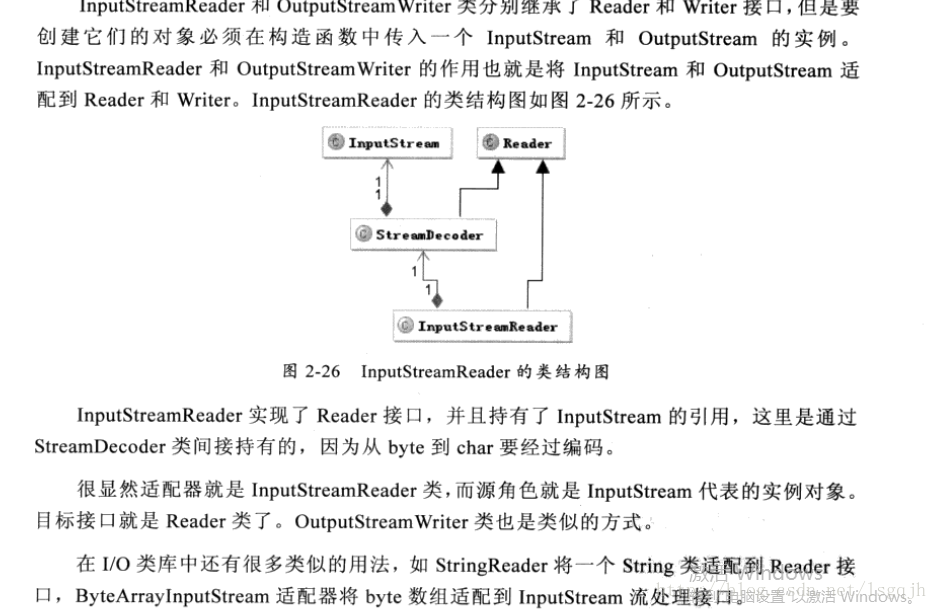 InputStreamReader 和 OutputStreamWriter 类分别继承了 Reader 和 Writer 接口，但是要
创建它们的对象必须在构造函数中传入一个 InputStream 和 OutputStream 的实例。
InputStreamReader 和 OutputStreamWriter 的作用也就是将 InputStream 和 OutputStream 适
配到 Reader 和 Writer。InputStreamReader 的类结构图如图 2-26 所示。
C InputStream
C Reader
1
1
C StreamDecoder
1
1
C InputStreamReader
图 2-26 InputStreamReader 的类结构图
InputStreamReader 实现了 Reader 接口，并且持有了 InputStream 的引用，这里是通过
StreamDecoder 类间接持有的，因为从 byte 到 char 要经过编码。
很显然适配器就是 InputStreamReader 类，而源角色就是 InputStream 代表的实例对象。
目标接口就是 Reader 类了。OutputStreamWriter 类也是类似的方式。
在 I/O 类库中还有很多类似的用法，如 StringReader 将一个 String 类适配到 Reader 接
口，ByteArrayInputStream 适配器将 byte 数组适配到 InputStream 流处理接口。
激活 Windows
以激活 Windows。